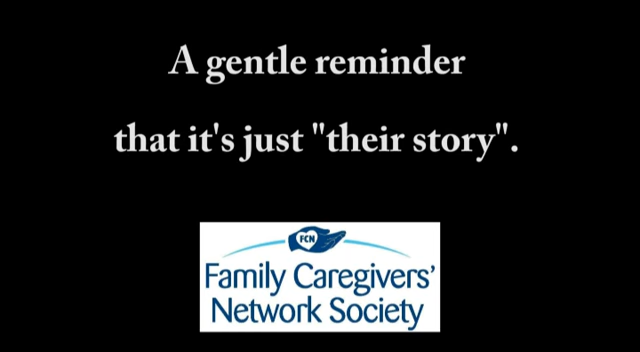 A gentle reminder
that it's just "their story".
FCN
Family Caregivers'
Network Society